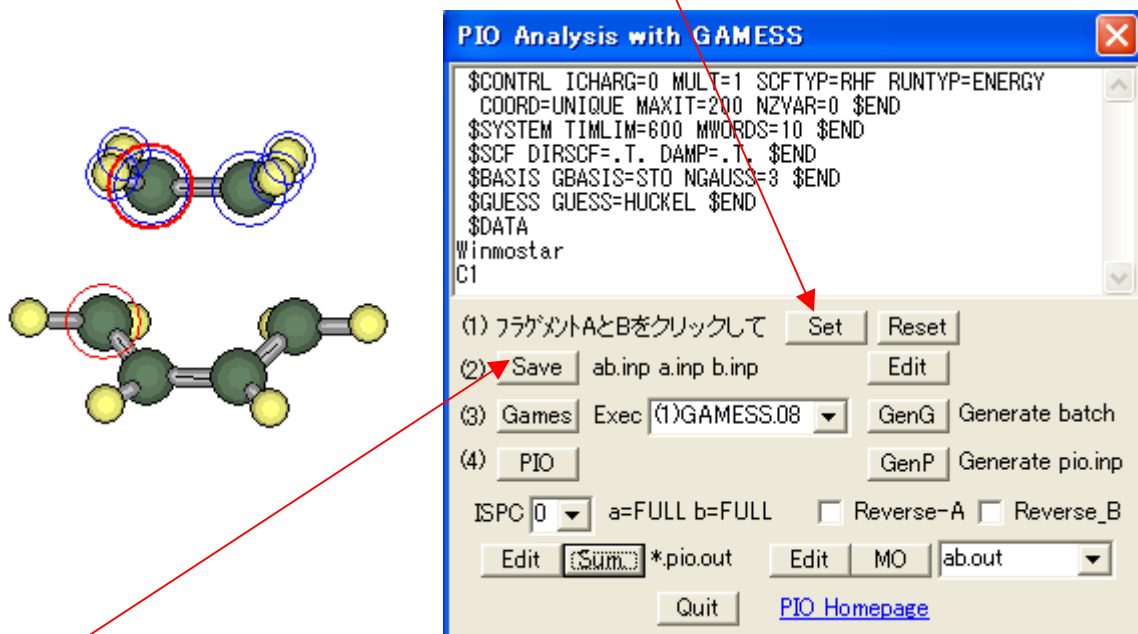 PIO Analysis with GAMESS
$CONTRL ICHARG=0 MULT=1 SCFTYP=RHF RUNTYP=ENERGY
COORD=UNIQUE MAXIT=200 NZVAR=0 $END
$SYSTEM TIMLIM=600 MWORDS=10 $END
$SCF DIRSCF=.T. DAMP=.T. $END
$BASIS GBASIS=STO NGAUSS=3 $END
$GUESS GUESS=HUCKEL $END
$DATA
Winmostar
C1
(1) フラグメントAとBをクリックして Set Reset
(2) Save ab.inp a.inp b.inp Edit
(3) Games Exec (1)GAMESS.08 GenG Generate batch
(4) PIO GenP Generate pio.inp
ISPC 0 a=FULL b=FULL Reverse-A Reverse_B
Edit Sum *.pio.out Edit MO ab.out
Quit PIO Homepage